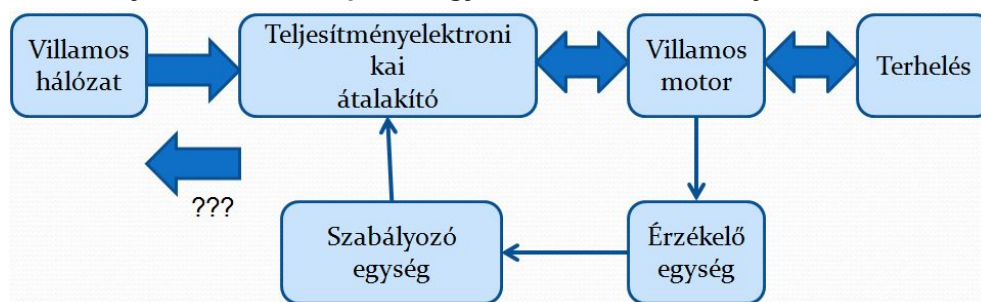 Villamos
hálózat
Teljesítményelektroni
kai
átalakító
Villamos
motor
Terhelés
???
Szabályozó
egység
Érzékelő
egység